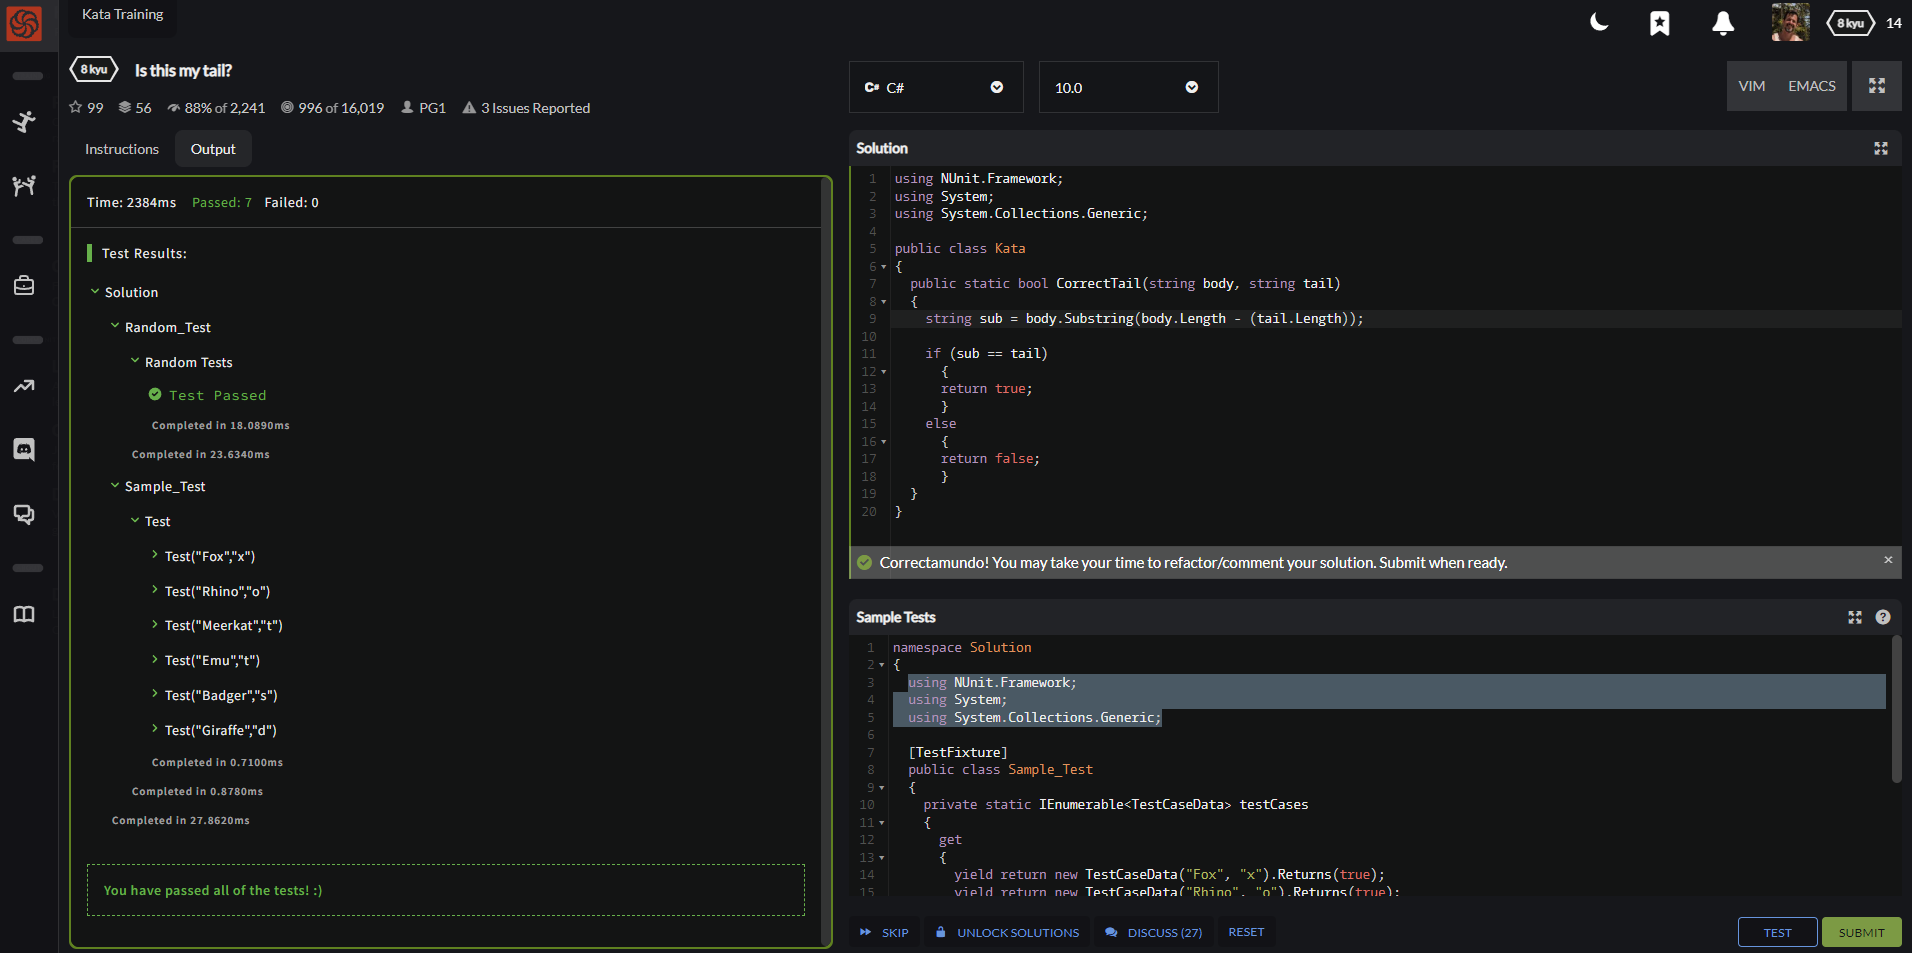 Kata Training
8 kyu 14
8 kyu Is this my tail?
99 56 88% of 2,241 996 of 16,019 PG1 3 Issues Reported
Instructions Output
Time: 2384ms Passed: 7 Failed: 0
Test Results:
Solution
Random_Test
Random Tests
Test Passed
Completed in 18.0890ms
Completed in 23.6340ms
Sample_Test
Test
Test("Fox","x")
Test("Rhino","o")
Test("Meerkat","t")
Test("Emu","t")
Test("Badger","s")
Test("Giraffe","d")
Completed in 0.7100ms
Completed in 0.8780ms
Completed in 27.8620ms
You have passed all of the tests! :)
C# C# 10.0 VIM EMACS
Solution
1 using NUnit.Framework;
2 using System;
3 using System.Collections.Generic;
4
5 public class Kata
6 {
7 public static bool CorrectTail(string body, string tail)
8 {
9 string sub = body.Substring(body.Length - (tail.Length));
10
11 if (sub == tail)
12 {
13 return true;
14 }
15 else
16 {
17 return false;
18 }
19 }
20 }
Correctamundo! You may take your time to refactor/comment your solution. Submit when ready. ×
Sample Tests ?
1 namespace Solution
2 {
3 using NUnit.Framework;
4 using System;
5 using System.Collections.Generic;
6
7 [TestFixture]
8 public class Sample_Test
9 {
10 private static IEnumerable<TestCaseData> testCases
11 {
12 get
13 {
14 yield return new TestCaseData("Fox", "x").Returns(true);
15 yield return new TestCaseData("Rhino", "o").Returns(true);
SKIP UNLOCK SOLUTIONS DISCUSS (27) RESET TEST SUBMIT